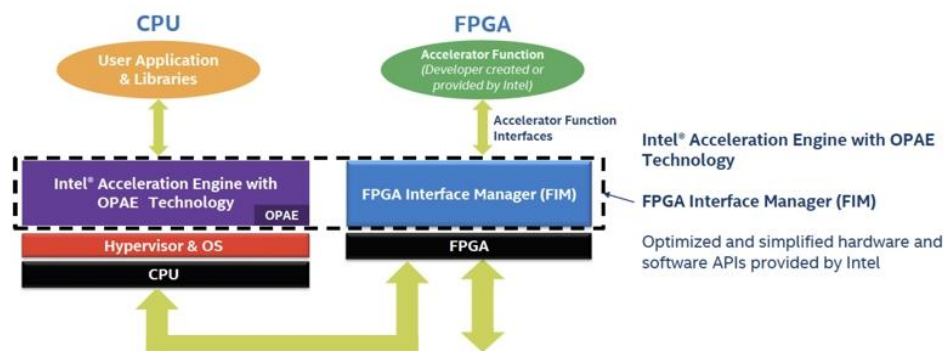 CPU
FPGA
User Application
& Libraries
Accelerator Function
(Developer created or
provided by Intel)
Accelerator Function
Interfaces
Intel® Acceleration Engine with
OPAE Technology
OPAE
FPGA Interface Manager (FIM)
Hypervisor & OS
CPU
FPGA
Intel® Acceleration Engine with OPAE
Technology
FPGA Interface Manager (FIM)
Optimized and simplified hardware and
software APIs provided by Intel